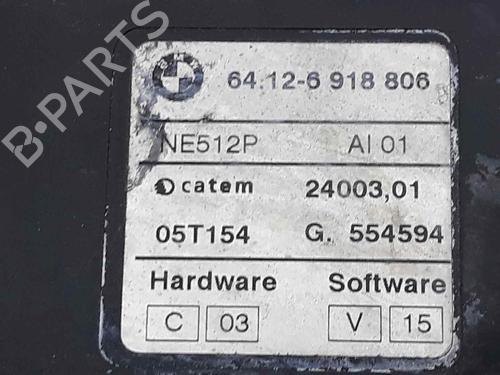 B-PARTS
64.12-6 918 806
NE512P AI 01
catem 24003,01
05T154 G. 554594
Hardware Software
C 03 V 15